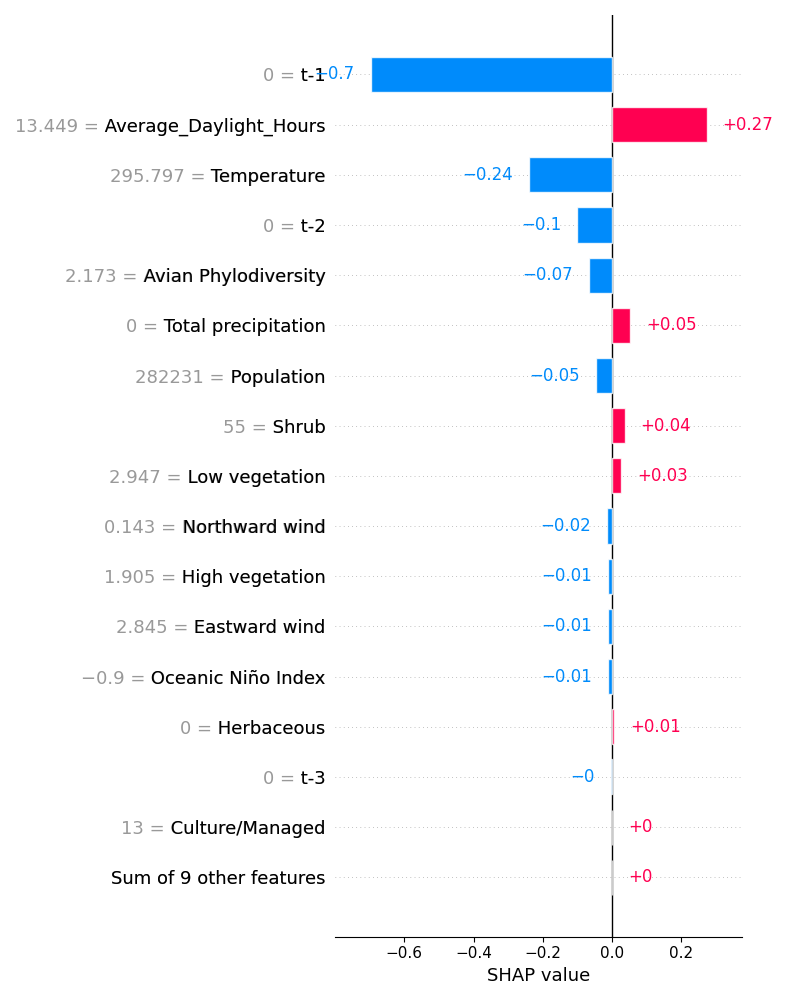 0 = t-1 −0.7
13.449 = Average_Daylight_Hours +0.27
295.797 = Temperature −0.24
0 = t-2 −0.1
2.173 = Avian Phylodiversity −0.07
0 = Total precipitation +0.05
282231 = Population −0.05
55 = Shrub +0.04
2.947 = Low vegetation +0.03
0.143 = Northward wind −0.02
1.905 = High vegetation −0.01
2.845 = Eastward wind −0.01
−0.9 = Oceanic Niño Index −0.01
0 = Herbaceous +0.01
0 = t-3 −0
13 = Culture/Managed +0
Sum of 9 other features +0
−0.6 −0.4 −0.2 0.0 0.2
SHAP value